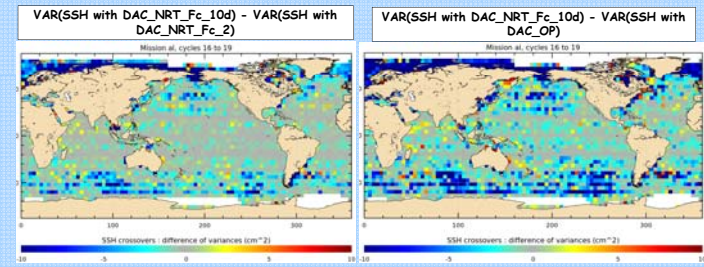 VAR(SSH with DAC_NRT_Fc_10d) - VAR(SSH with
DAC_NRT_Fc_2)
Mission al, cycles 16 to 19
0 100 200 300
SSH crossovers : difference of variances (cm^2)
-10 -5 0 5 10
VAR(SSH with DAC_NRT_Fc_10d) - VAR(SSH with
DAC_OP)
Mission al, cycles 16 to 19
0 100 200 300
SSH crossovers : difference of variances (cm^2)
-10 -5 0 5 10